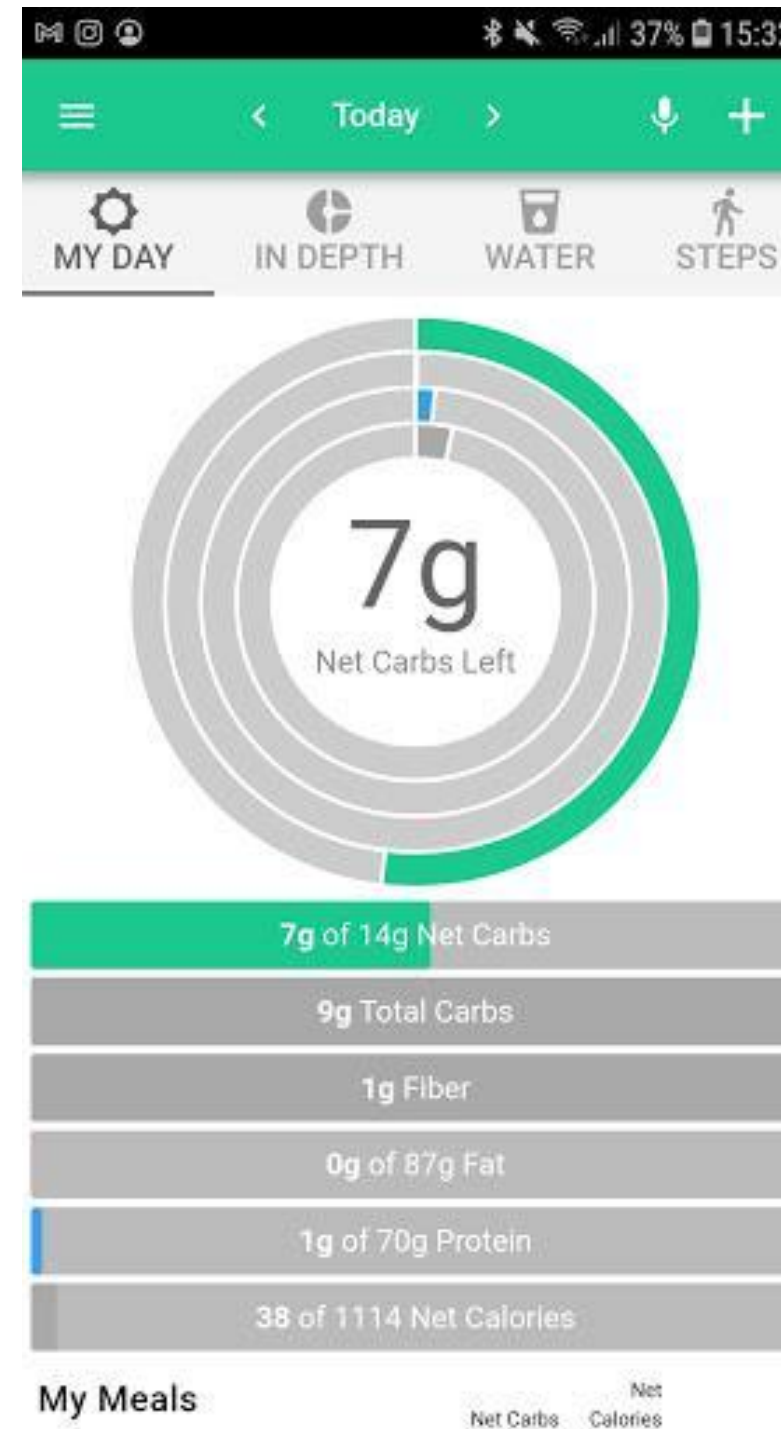 37% 15:32
Today
MY DAY IN DEPTH WATER STEPS
7g
Net Carbs Left
7g of 14g Net Carbs
9g Total Carbs
1g Fiber
0g of 87g Fat
1g of 70g Protein
38 of 1114 Net Calories
My Meals
Net Carbs
Net
Calories